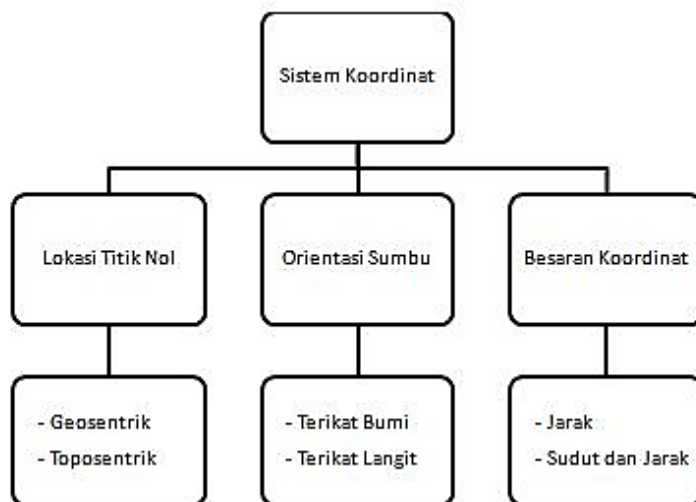 Sistem Koordinat
Lokasi Titik Nol
Orientasi Sumbu
Besaran Koordinat
- Geosentrik
- Toposentrik
- Terikat Bumi
- Terikat Langit
- Jarak
- Sudut dan Jarak